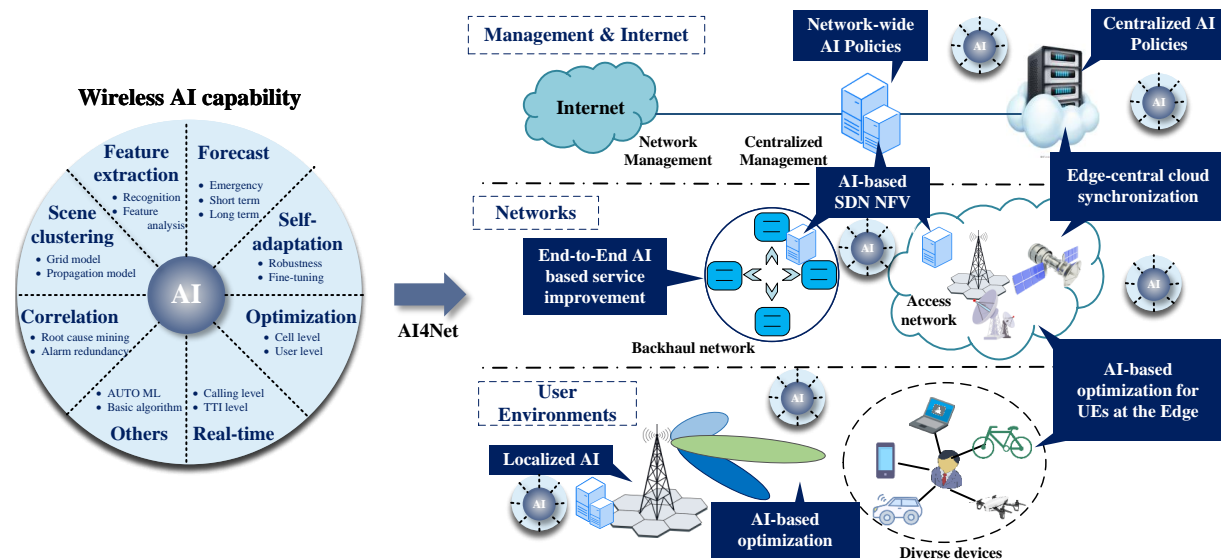 Wireless AI capability
Feature
extraction
• Recognition
• Feature
analysis
Forecast
• Emergency
• Short term
• Long term
Scene
clustering
• Grid model
• Propagation model
Self-
adaptation
• Robustness
• Fine-tuning
AI
Correlation
• Root cause mining
• Alarm redundancy
Optimization
• Cell level
• User level
• AUTO ML
• Basic algorithm
Others
• Calling level
• TTI level
Real-time
AI4Net
Management & Internet
Network-wide
AI Policies
AI
Centralized AI
Policies
AI
Internet
Network
Management
Centralized
Management
Networks
AI-based
SDN NFV
Edge-central cloud
synchronization
End-to-End AI
based service
improvement
AI
AI
Access
network
Backhaul network
User
Environments
AI
AI-based
optimization for
UEs at the Edge
Localized AI
AI
AI-based
optimization
Diverse devices